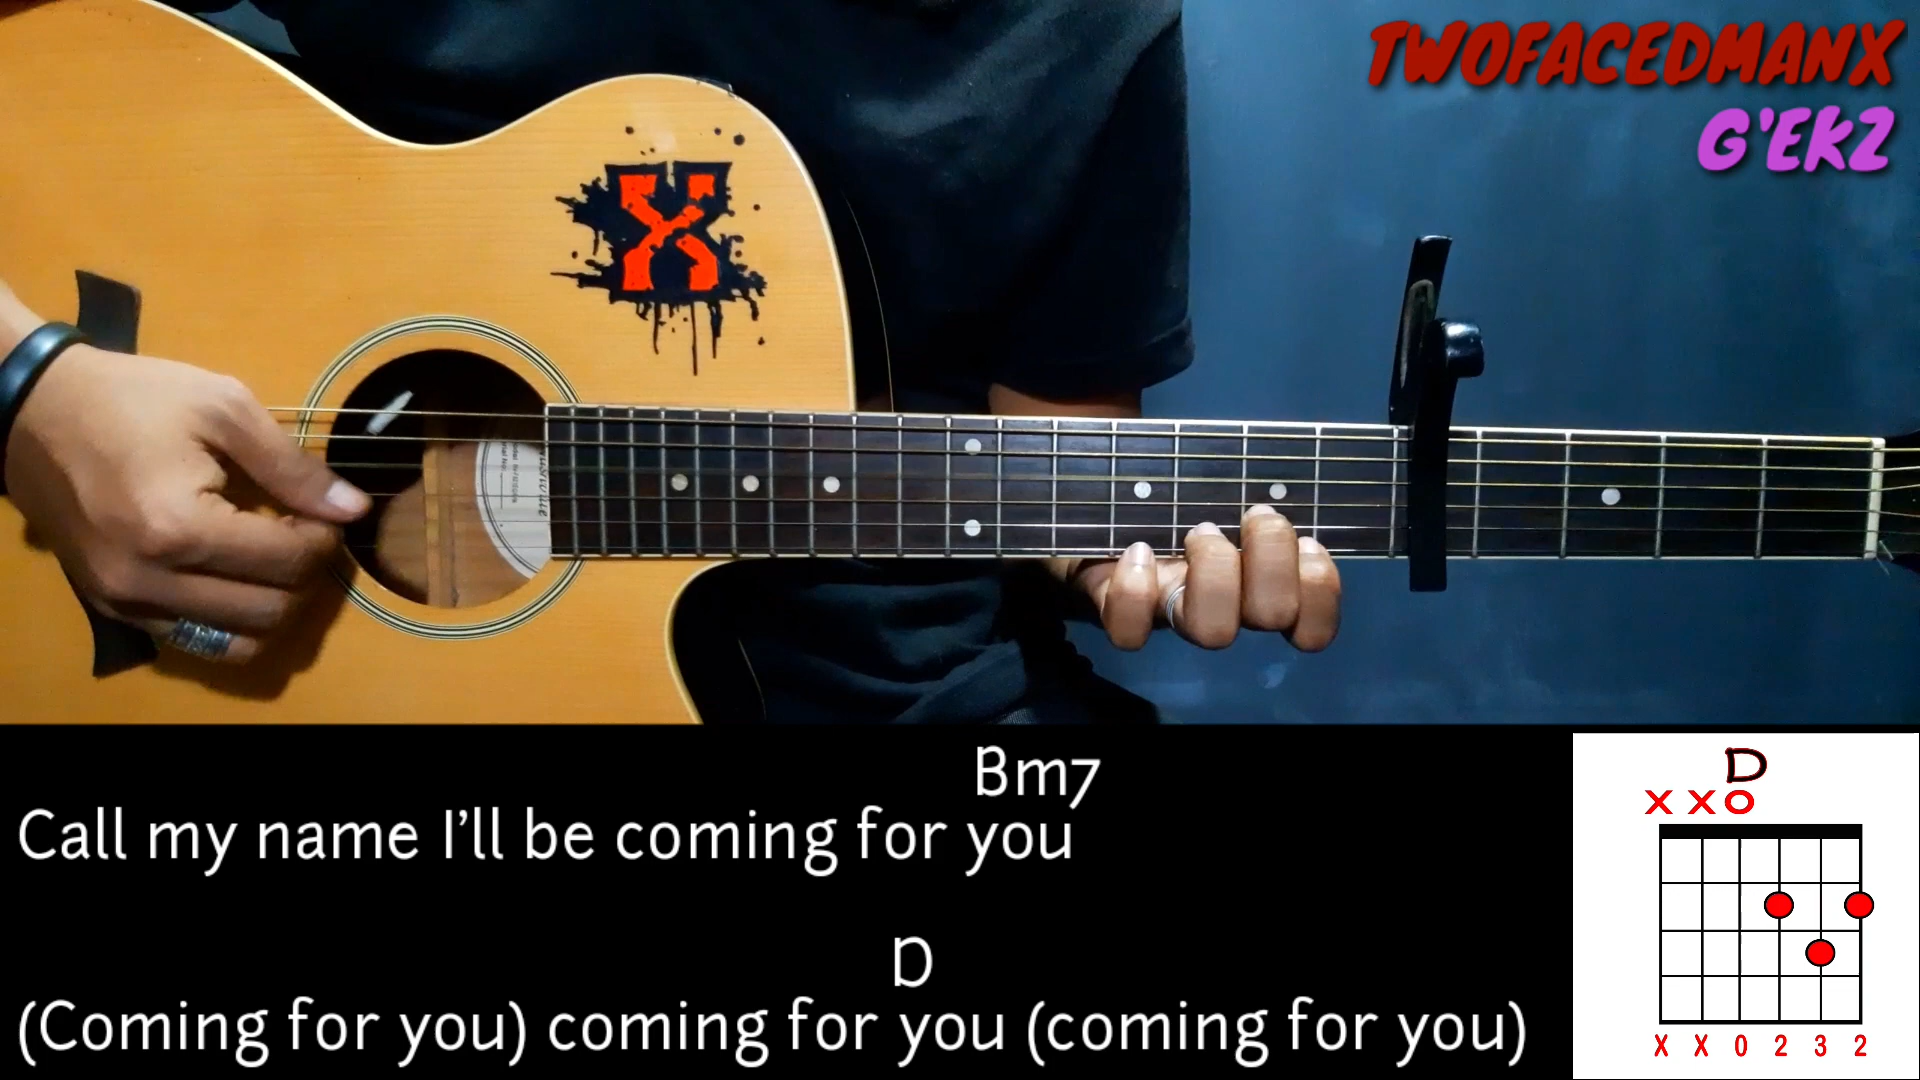 TWOFACEDMANX
G'EKZ
X
Bm7
Call my name I'll be coming for you
D
(Coming for you) coming for you (coming for you)
D
X X O
X X 0 2 3 2